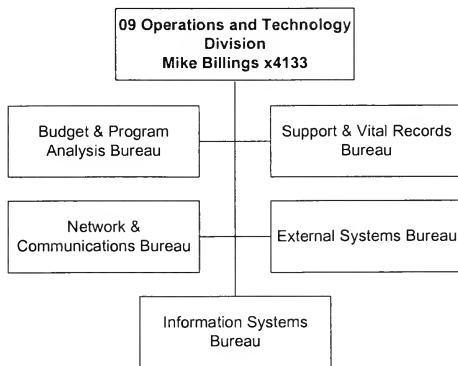 09 Operations and Technology
Division
Mike Billings x4133
Budget & Program
Analysis Bureau
Support & Vital Records
Bureau
Network &
Communications Bureau
External Systems Bureau
Information Systems
Bureau